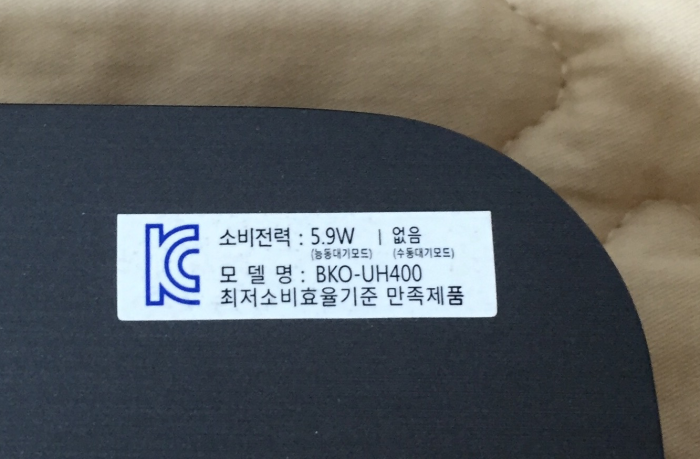 KC
소비전력 : 5.9W | 없음
(능동대기모드) (수동대기모드)
모 델 명 : BKO-UH400
최저소비효율기준 만족제품